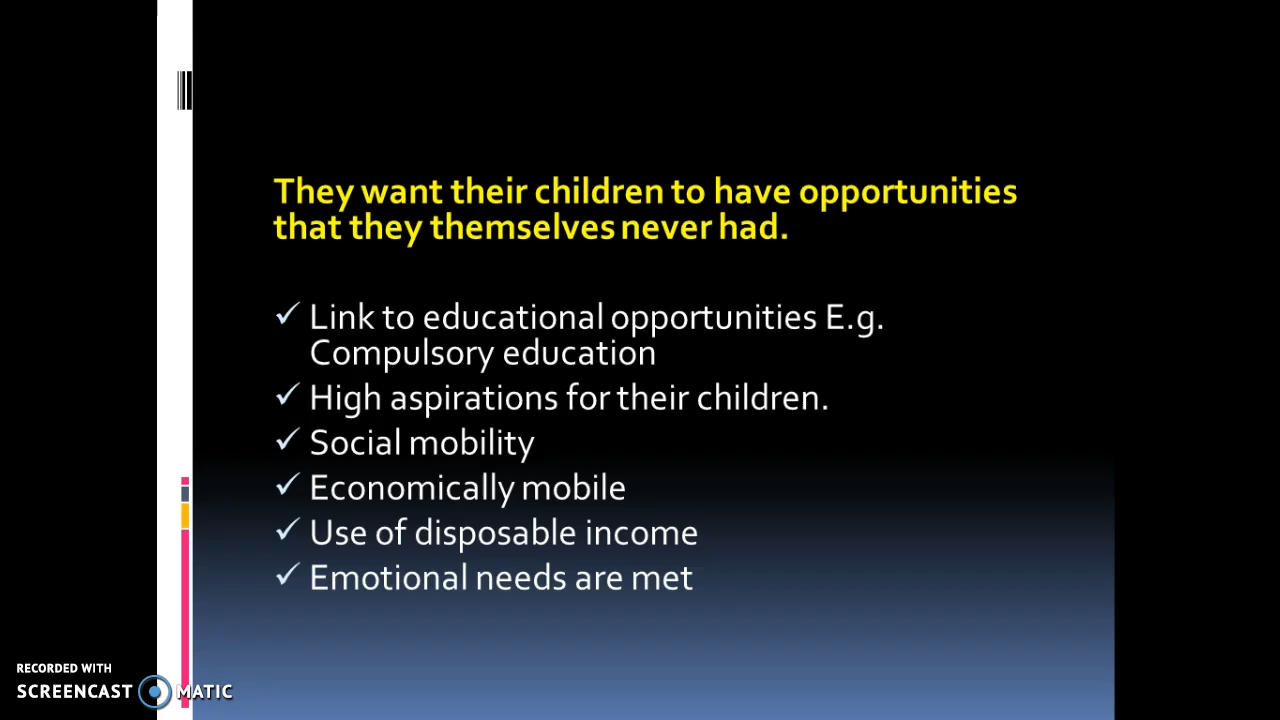 They want their children to have opportunities
that they themselves never had.
✓ Link to educational opportunities E.g.
Compulsory education
✓ High aspirations for their children.
✓ Social mobility
✓ Economically mobile
✓ Use of disposable income
✓ Emotional needs are met
RECORDED WITH
SCREENCAST MATIC